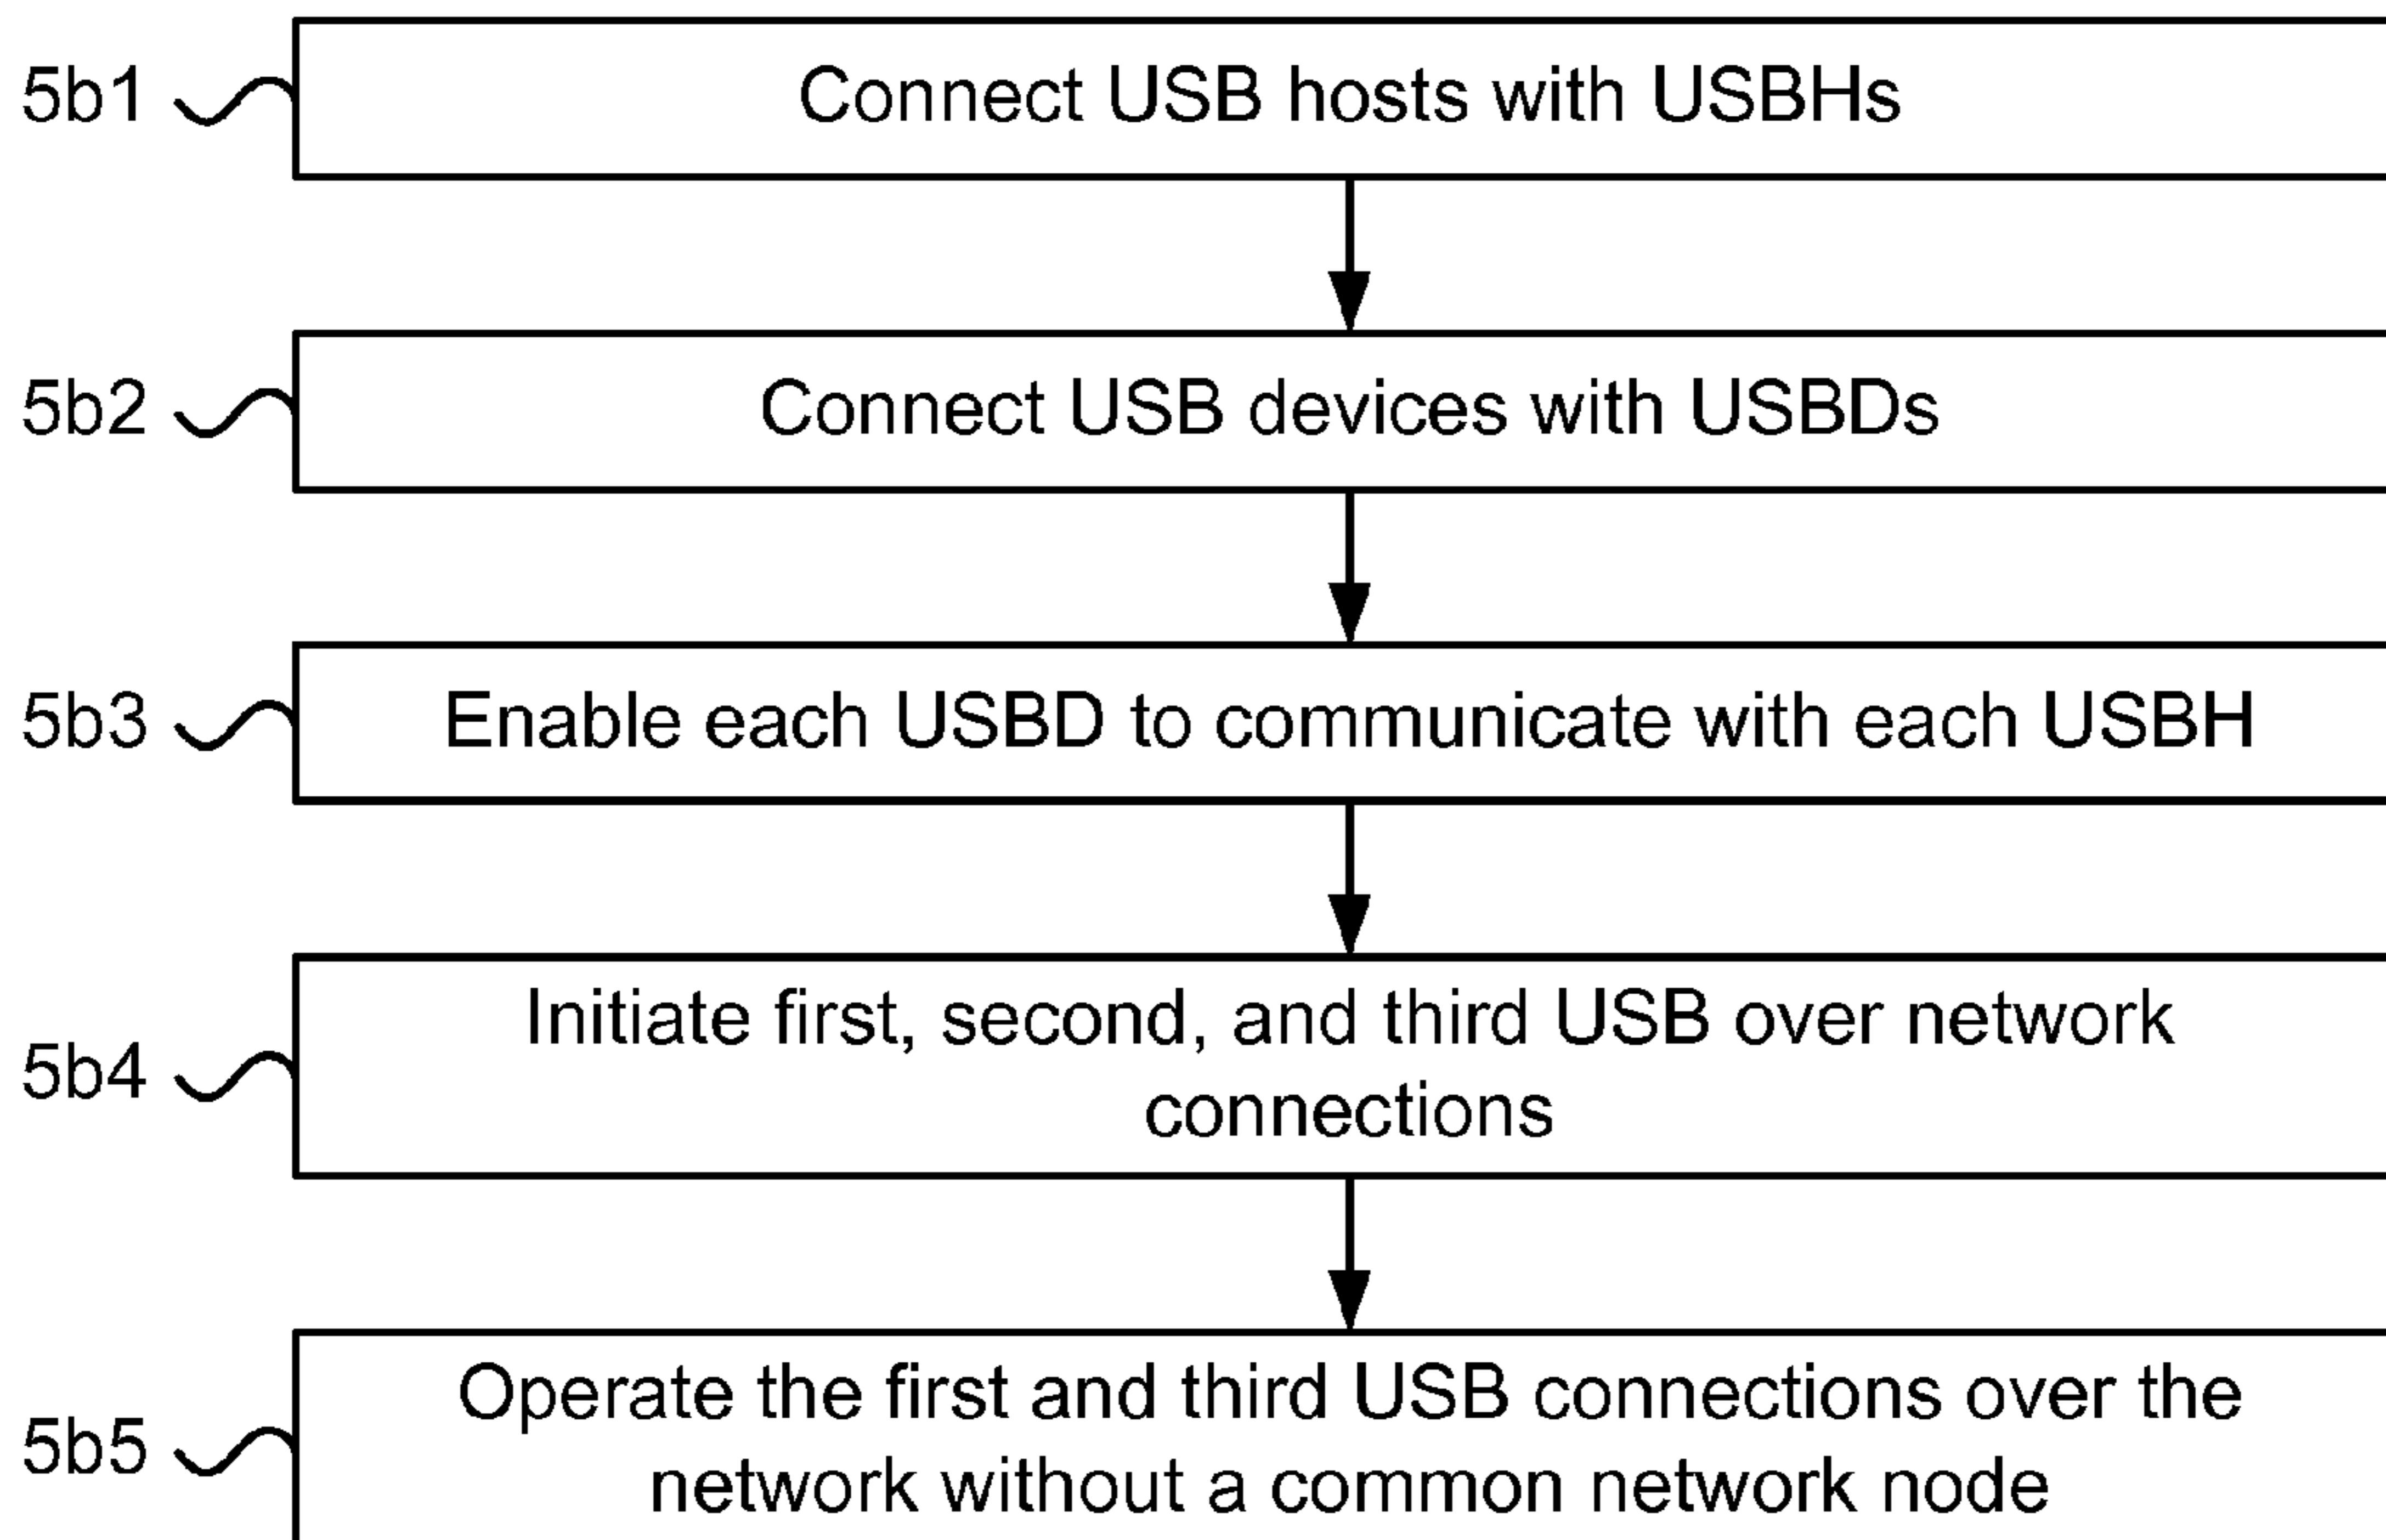 5b1
Connect USB hosts with USBHs
5b2
Connect USB devices with USBDs
5b3
Enable each USBD to communicate with each USBH
5b4
Initiate first, second, and third USB over network
connections
5b5
Operate the first and third USB connections over the
network without a common network node